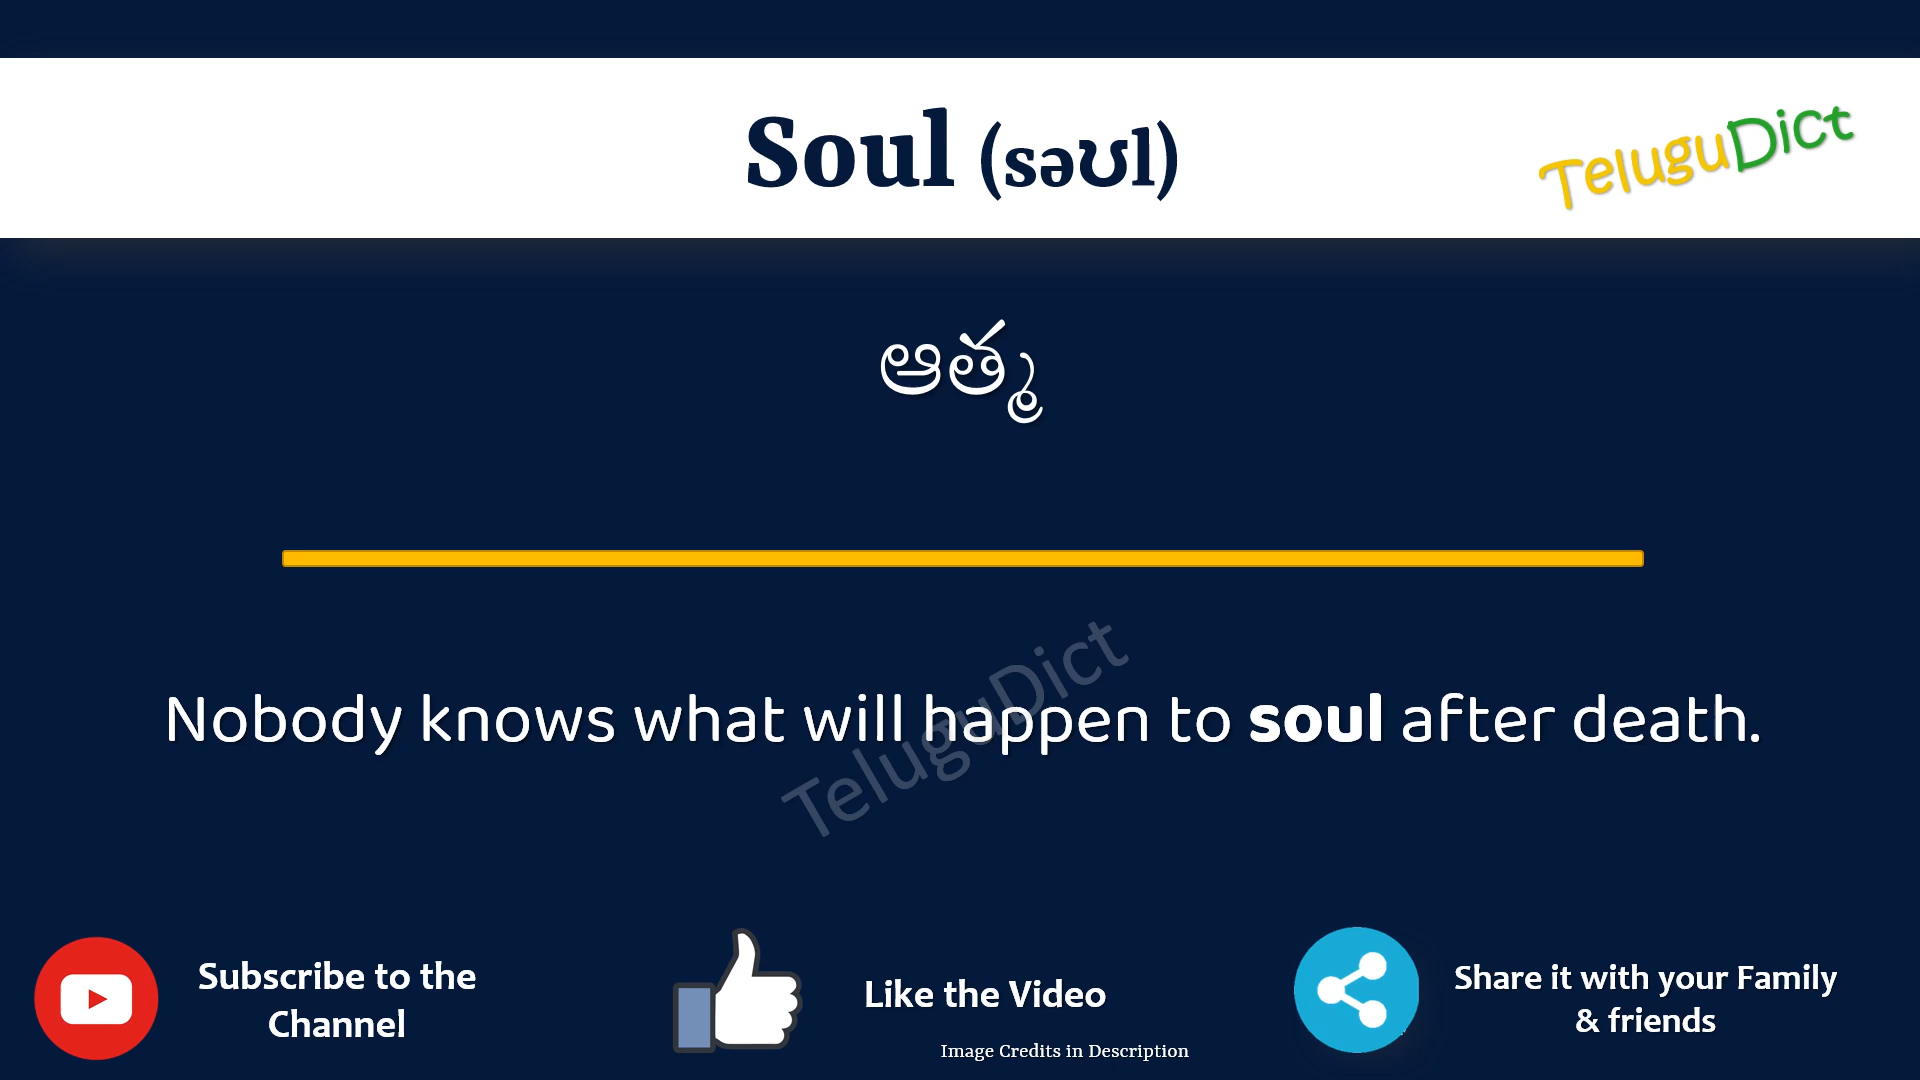 Soul (səʊl)
TeluguDict
ఆత్మ
Nobody knows what will happen to soul after death.
TeluguDict
Subscribe to the
Channel
Like the Video
Share it with your Family
& friends
Image Credits in Description